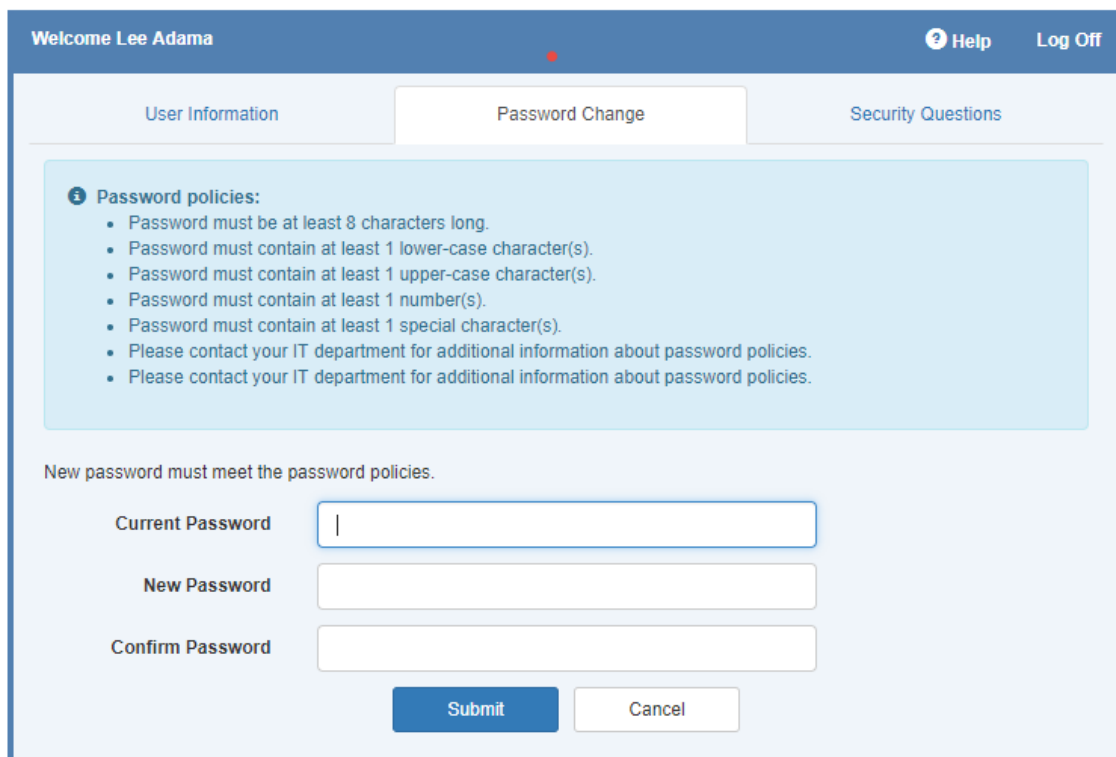 Welcome Lee Adama
? Help
Log Off
User Information
Password Change
Security Questions
i Password policies:
• Password must be at least 8 characters long.
• Password must contain at least 1 lower-case character(s).
• Password must contain at least 1 upper-case character(s).
• Password must contain at least 1 number(s).
• Password must contain at least 1 special character(s).
• Please contact your IT department for additional information about password policies.
• Please contact your IT department for additional information about password policies.
New password must meet the password policies.
Current Password
New Password
Confirm Password
Submit
Cancel